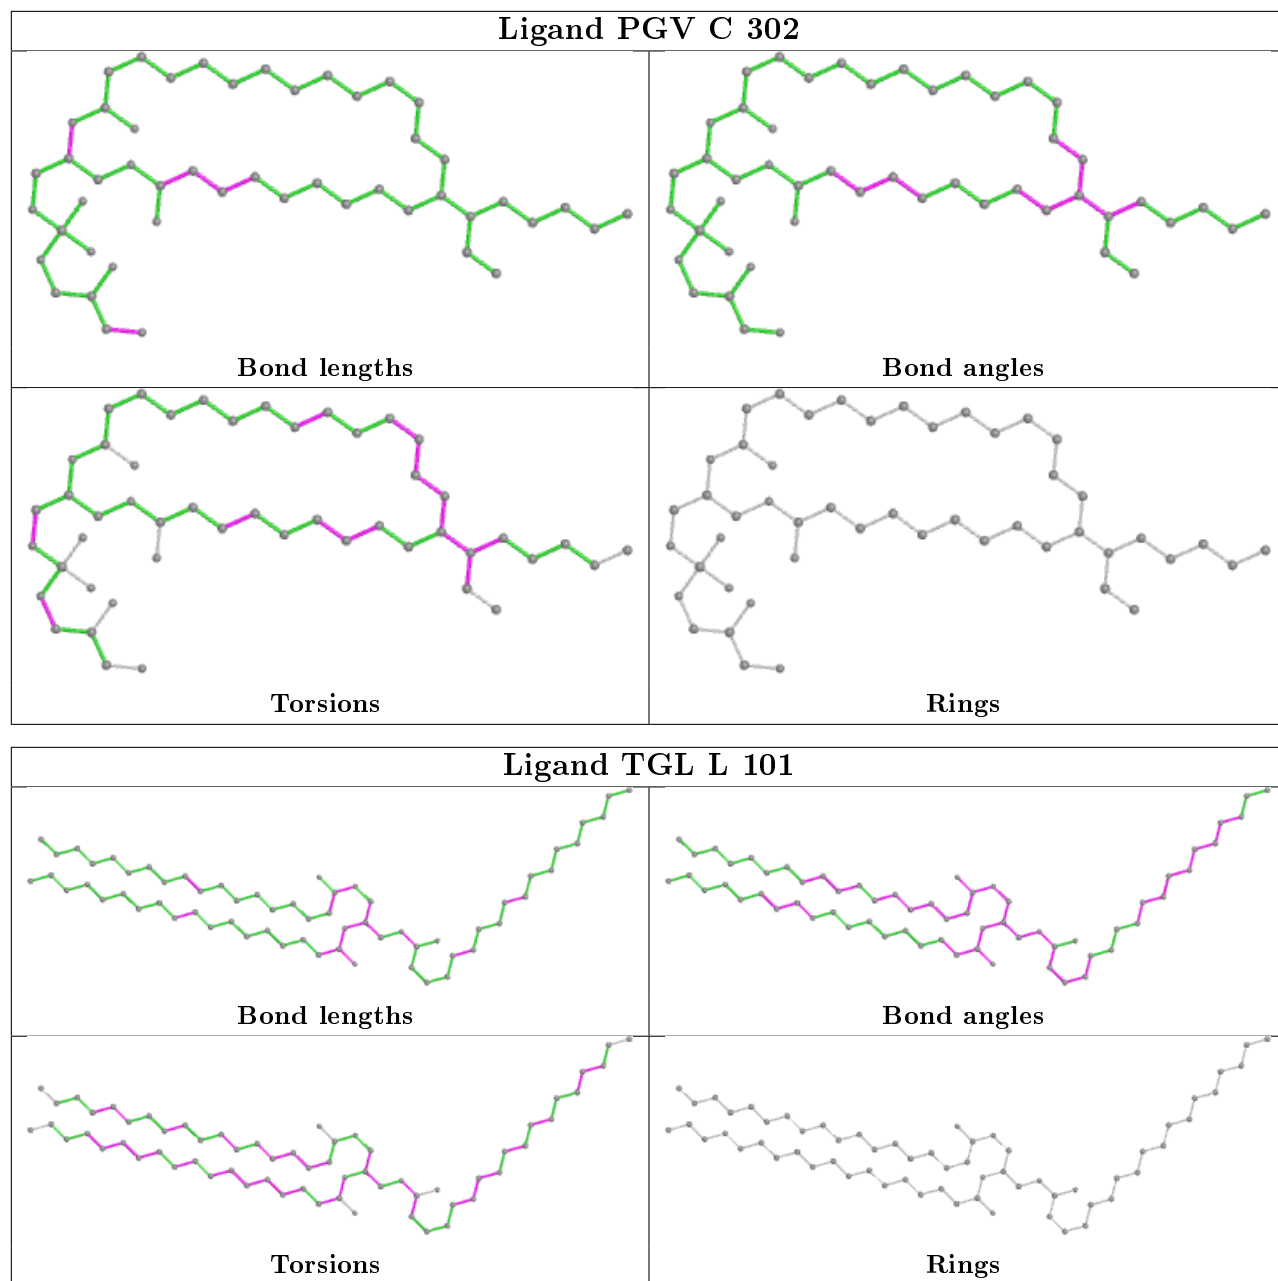 Ligand PGV C 302
Bond lengths
Bond angles
Torsions
Rings
Ligand TGL L 101
Bond lengths
Bond angles
Torsions
Rings